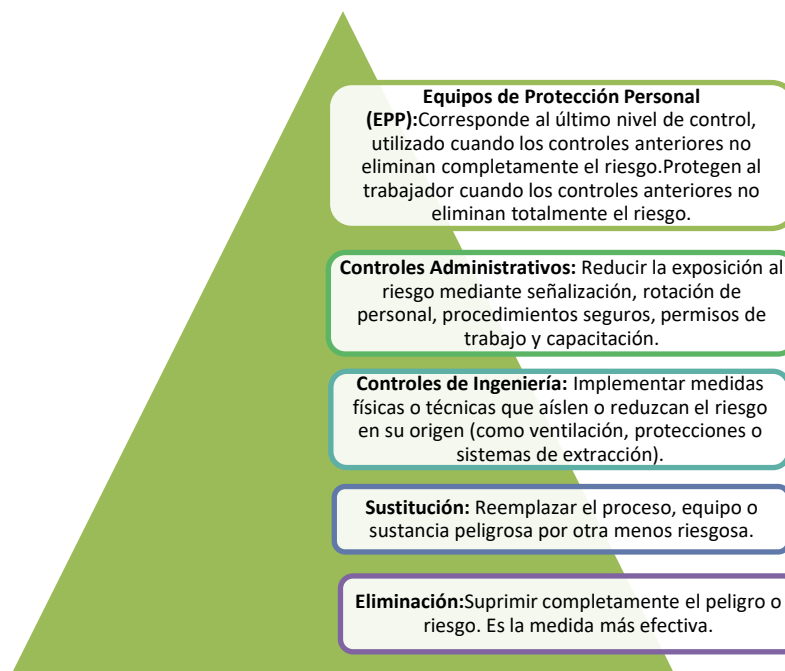 Equipos de Protección Personal
(EPP):Corresponde al último nivel de control,
utilizado cuando los controles anteriores no
eliminan completamente el riesgo.Protegen al
trabajador cuando los controles anteriores no
eliminan totalmente el riesgo.
Controles Administrativos: Reducir la exposición al
riesgo mediante señalización, rotación de
personal, procedimientos seguros, permisos de
trabajo y capacitación.
Controles de Ingeniería: Implementar medidas
físicas o técnicas que aíslen o reduzcan el riesgo
en su origen (como ventilación, protecciones o
sistemas de extracción).
Sustitución: Reemplazar el proceso, equipo o
sustancia peligrosa por otra menos riesgosa.
Eliminación:Suprimir completamente el peligro o
riesgo. Es la medida más efectiva.